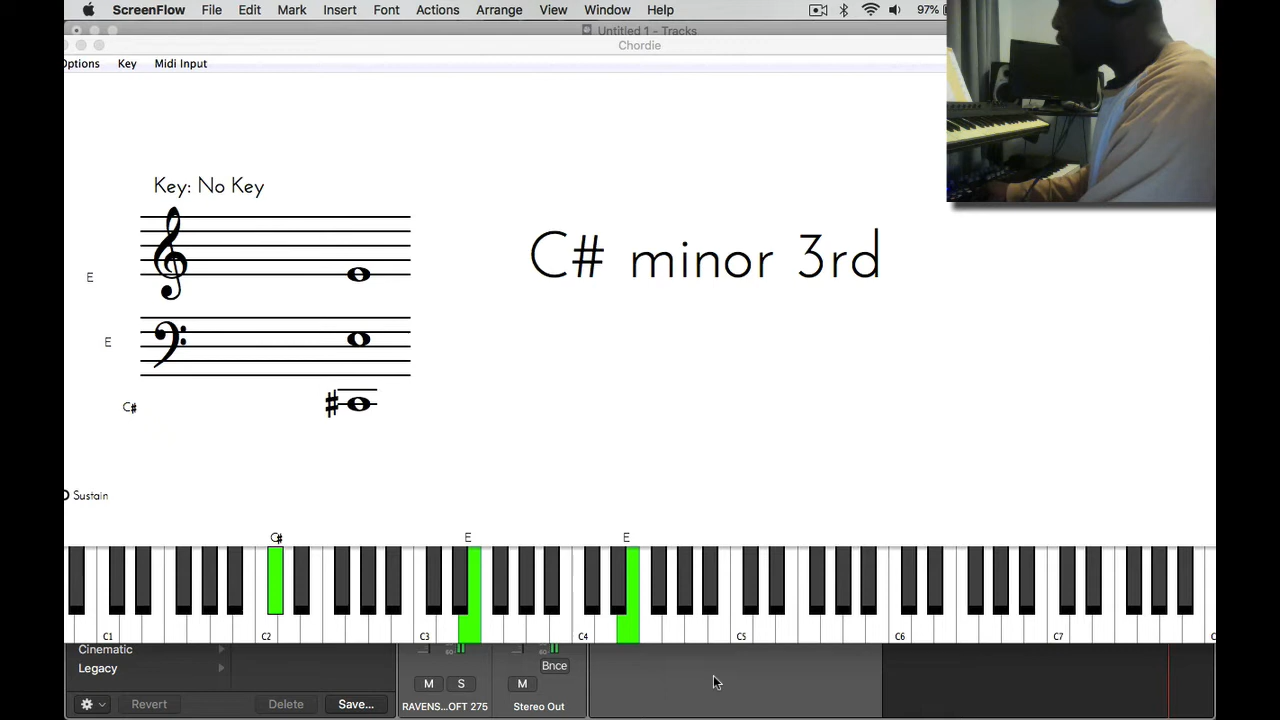 ScreenFlow File Edit Mark Insert Font Actions Arrange View Window Help 97%
Untitled 1 - Tracks
Chordie
Options Key Midi Input
Key: No Key
C# minor 3rd
E
E
C#
Sustain
C# E E
C1 C2 C3 C4 C5 C6 C7 C
Cinematic
Legacy
60 60
Bnce
M S M
Revert Delete Save... RAVENS...OFT 275 Stereo Out